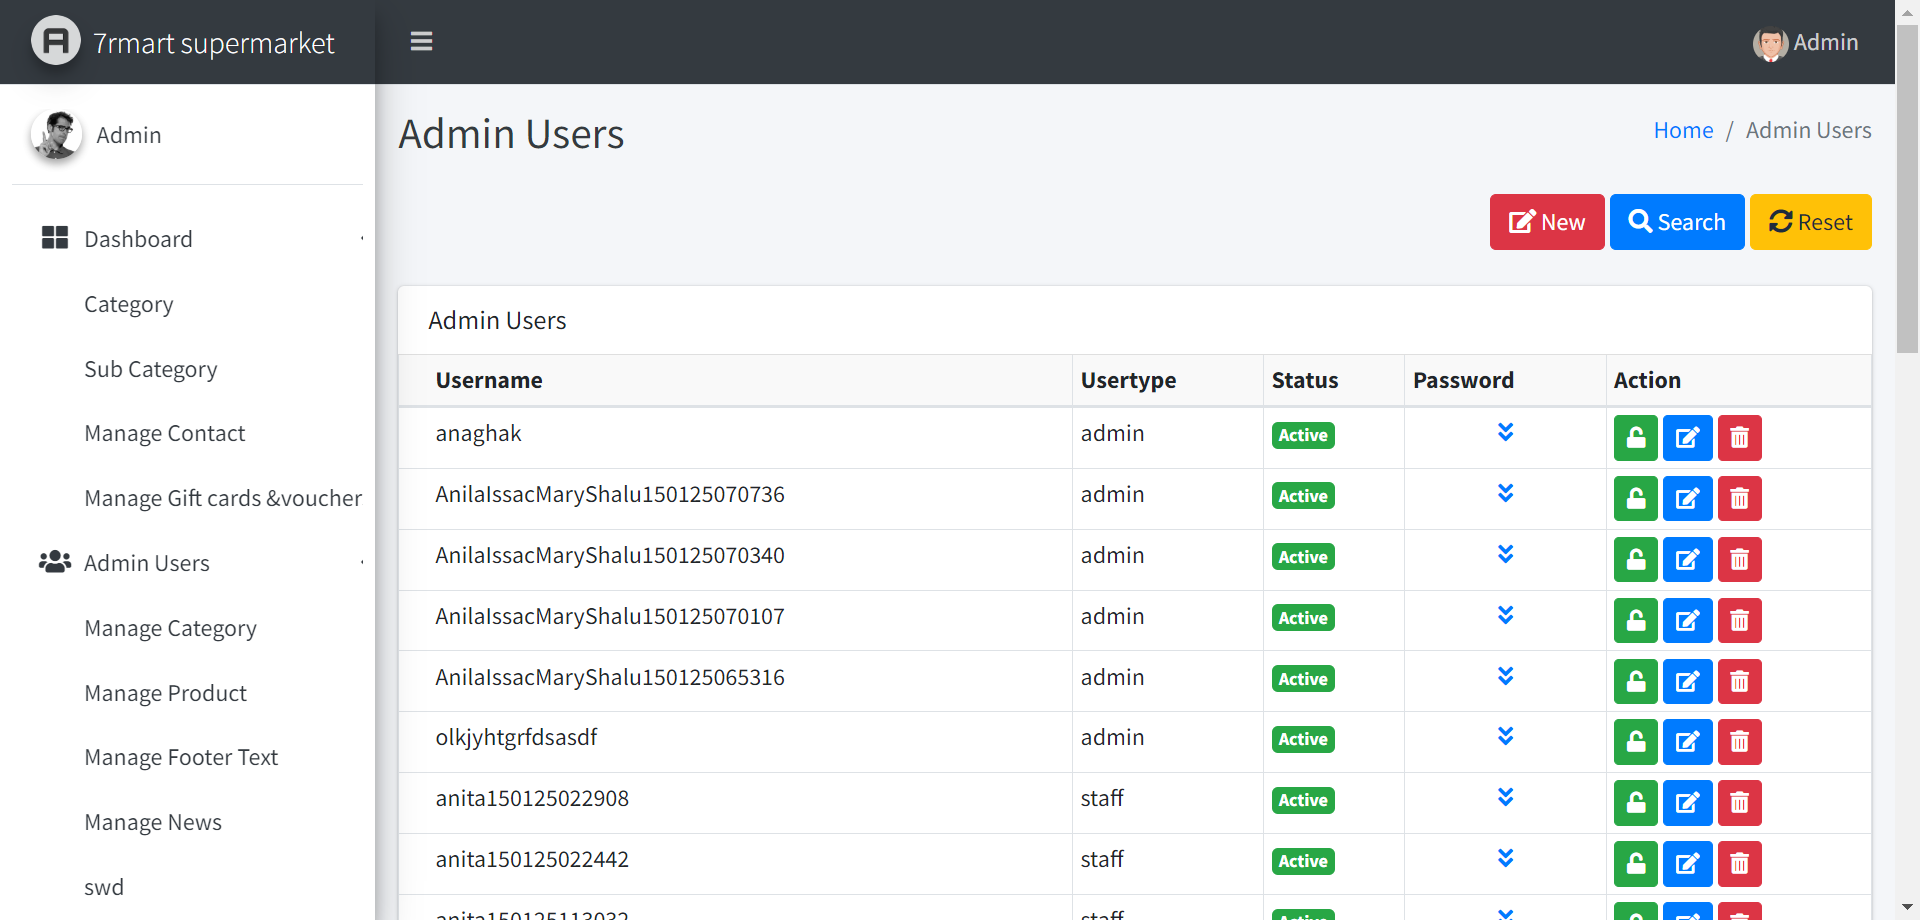 7rmart supermarket
Admin
Admin
Dashboard
Category
Sub Category
Manage Contact
Manage Gift cards &voucher
Admin Users
Manage Category
Manage Product
Manage Footer Text
Manage News
swd
Admin Users
Home / Admin Users
New Search Reset
Admin Users
Username Usertype Status Password Action
anaghak admin Active
AnilaIssacMaryShalu150125070736 admin Active
AnilaIssacMaryShalu150125070340 admin Active
AnilaIssacMaryShalu150125070107 admin Active
AnilaIssacMaryShalu150125065316 admin Active
olkjyhtgrfdsasdf admin Active
anita150125022908 staff Active
anita150125022442 staff Active
anita150125113032 staff Active